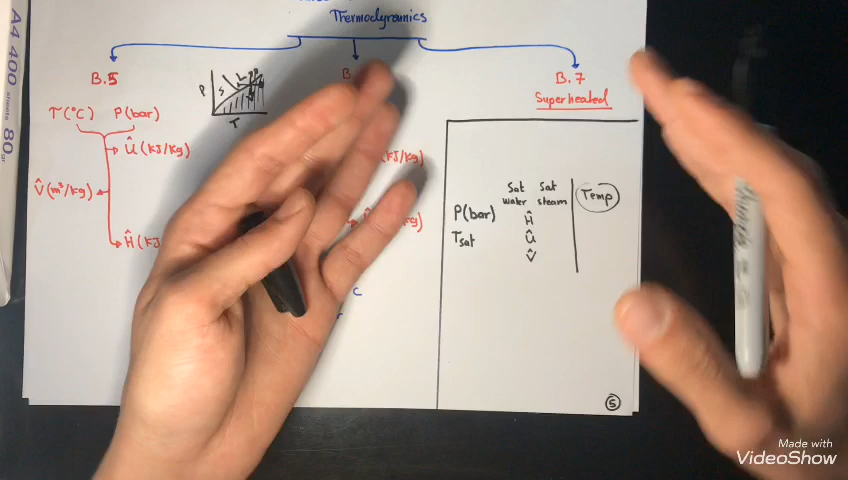 Thermodynamics
B.5
B.
B.7
Superheated
T(°C) P(bar)
P
S
L
T
Û (kJ/kg)
V̂ (m³/kg)
Ĥ (kJ
(kJ/kg)
g)
C
Sat Sat
water steam
Temp
P(bar)
Ĥ
Tsat
Û
V̂
5
A4 400
sheets
80
Made with
VideoShow